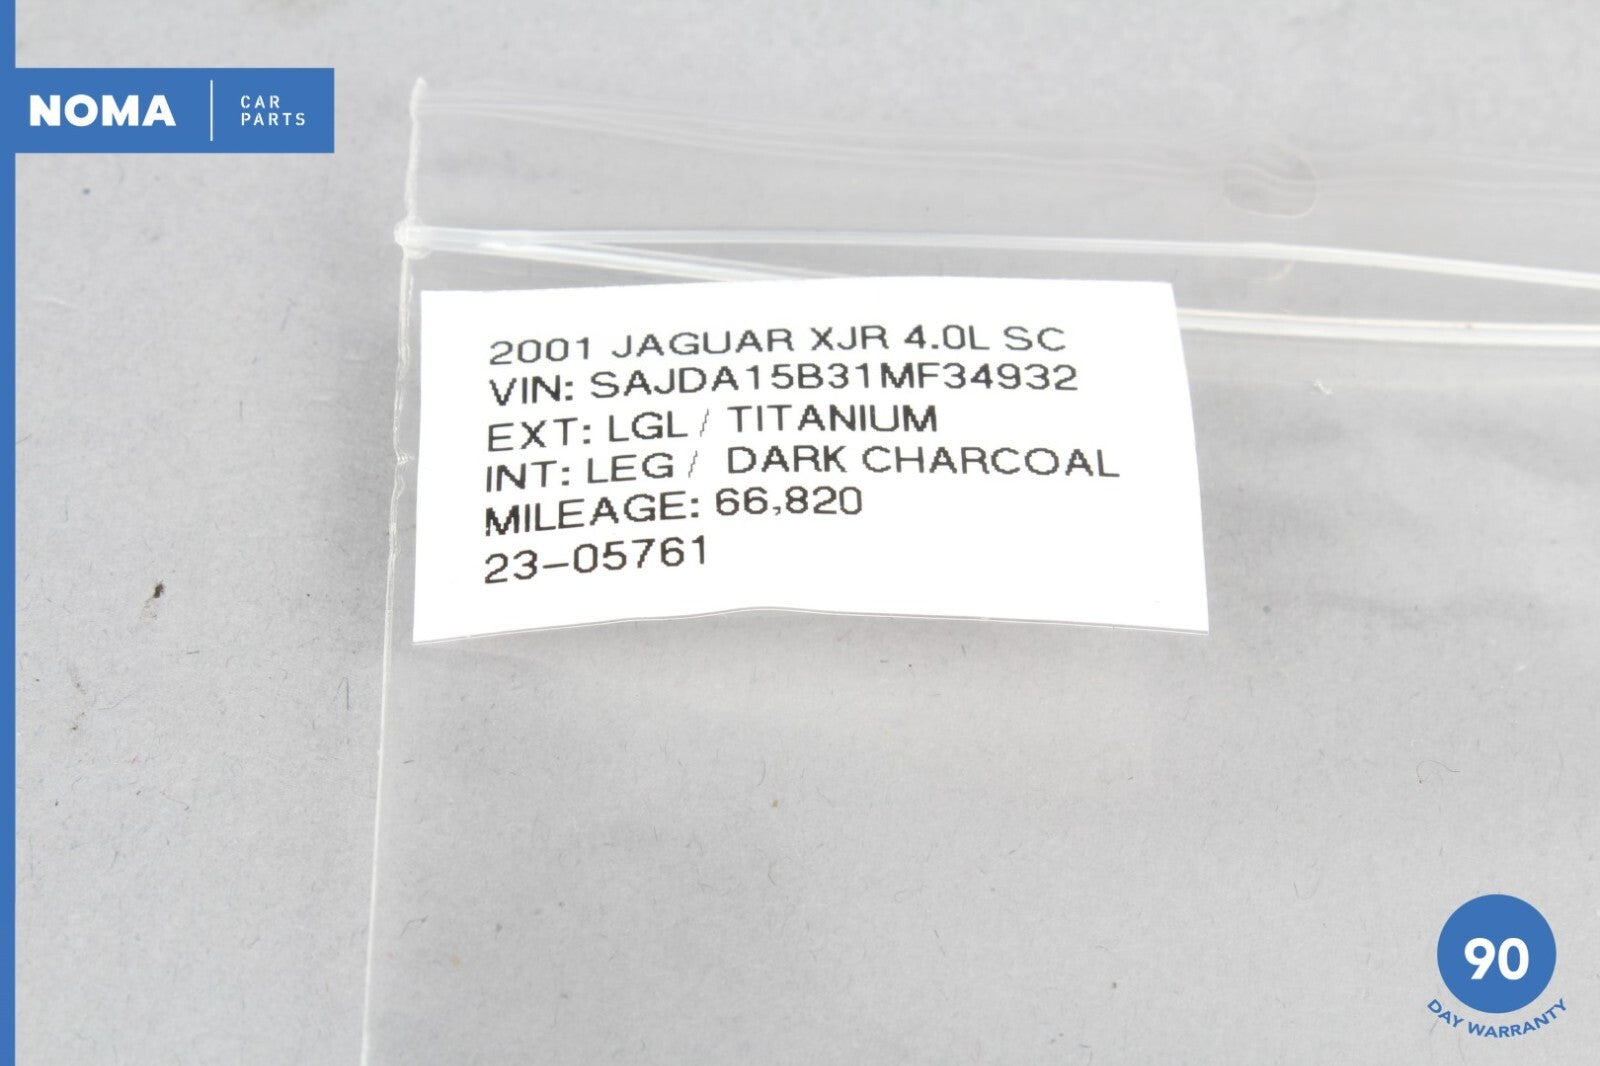 NOMA
CAR
PARTS
2001 JAGUAR XJR 4.0L SC
VIN: SAJDA15B31MF34932
EXT: LGL / TITANIUM
INT: LEG / DARK CHARCOAL
MILEAGE: 66,820
23-05761
90
DAY WARRANTY